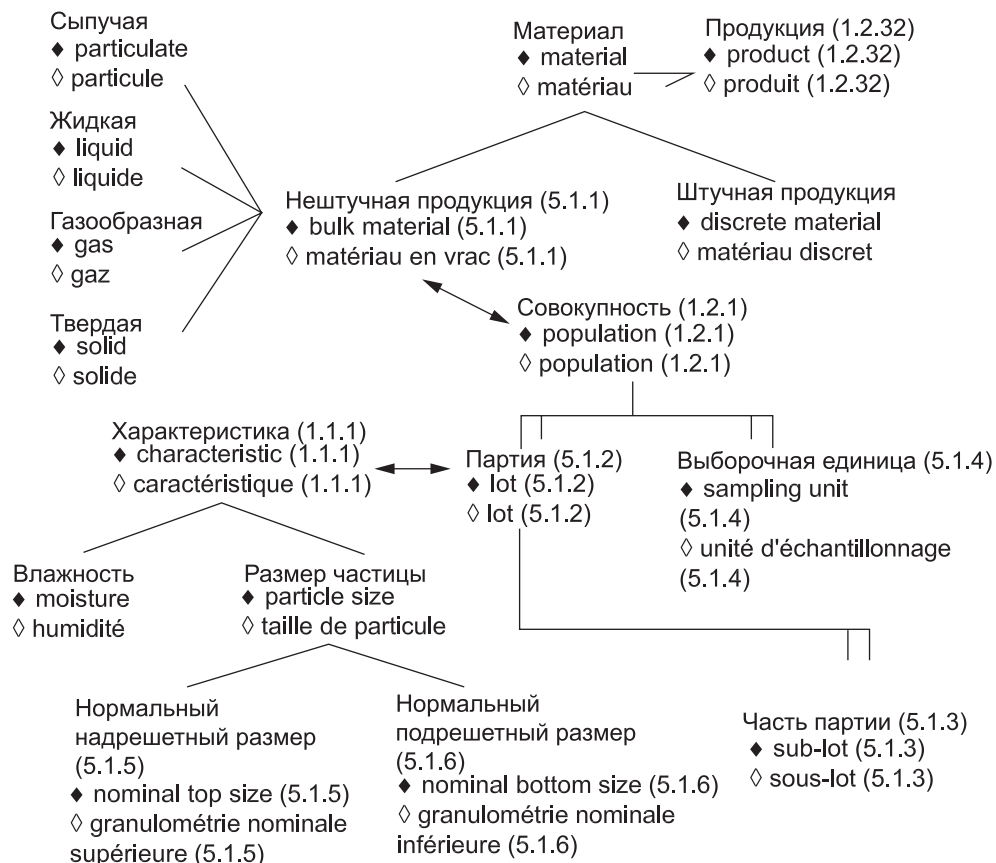 Сыпучая
♦ particulate
◊ particule
Жидкая
♦ liquid
◊ liquide
Газообразная
♦ gas
◊ gaz
Твердая
♦ solid
◊ solide
Материал
♦ material
◊ matériau
Продукция (1.2.32)
♦ product (1.2.32)
◊ produit (1.2.32)
Нештучная продукция (5.1.1)
♦ bulk material (5.1.1)
◊ matériau en vrac (5.1.1)
Штучная продукция
♦ discrete material
◊ matériau discret
Совокупность (1.2.1)
♦ population (1.2.1)
◊ population (1.2.1)
Характеристика (1.1.1)
♦ characteristic (1.1.1)
◊ caractéristique (1.1.1)
Партия (5.1.2)
♦ lot (5.1.2)
◊ lot (5.1.2)
Выборочная единица (5.1.4)
♦ sampling unit
(5.1.4)
◊ unité d'échantillonnage
(5.1.4)
Влажность
♦ moisture
◊ humidité
Размер частицы
♦ particle size
◊ taille de particule
Нормальный
надрешетный размер
(5.1.5)
♦ nominal top size (5.1.5)
◊ granulométrie nominale
supérieure (5.1.5)
Нормальный
подрешетный размер
(5.1.6)
♦ nominal bottom size (5.1.6)
◊ granulométrie nominale
inférieure (5.1.6)
Часть партии (5.1.3)
♦ sub-lot (5.1.3)
◊ sous-lot (5.1.3)